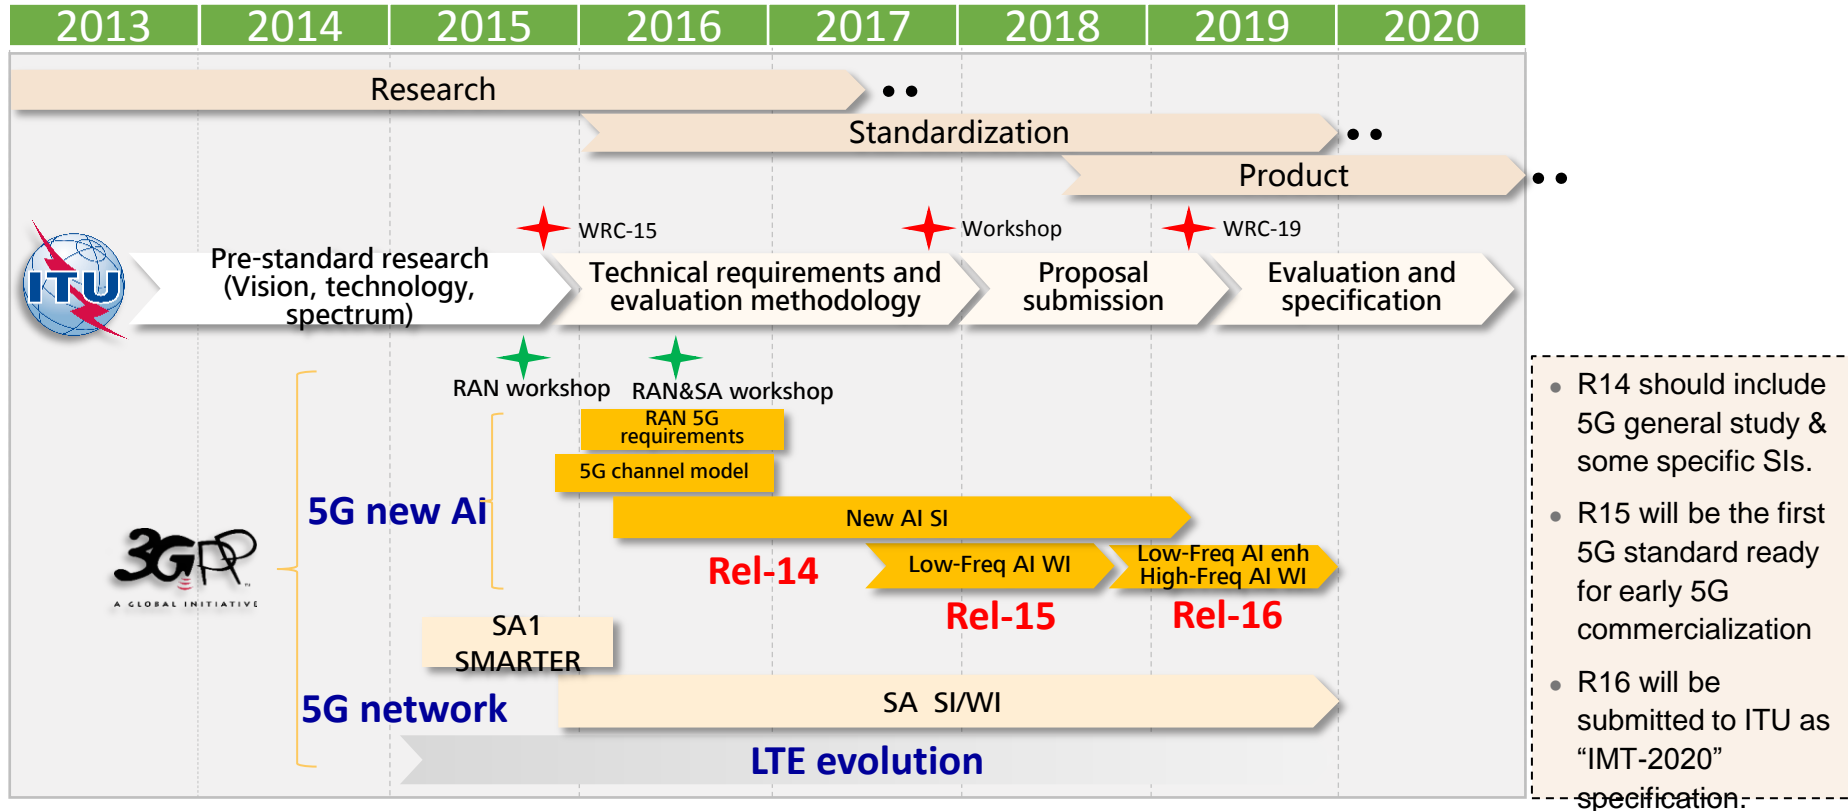 2013 2014 2015 2016 2017 2018 2019 2020
Research
Standardization
Product
WRC-15
Workshop
WRC-19
ITU
Pre-standard research
(Vision, technology,
spectrum)
Technical requirements and
evaluation methodology
Proposal
submission
Evaluation and
specification
RAN workshop
RAN&SA workshop
RAN 5G
requirements
5G channel model
5G new Ai
New AI SI
Rel-14
Low-Freq AI WI
Low-Freq AI enh
High-Freq AI WI
Rel-15
Rel-16
3GPP
A GLOBAL INITIATIVE
SA1
SMARTER
5G network
SA SI/WI
LTE evolution
• R14 should include
5G general study &
some specific SIs.
• R15 will be the first
5G standard ready
for early 5G
commercialization
• R16 will be
submitted to ITU as
“IMT-2020”
specification.